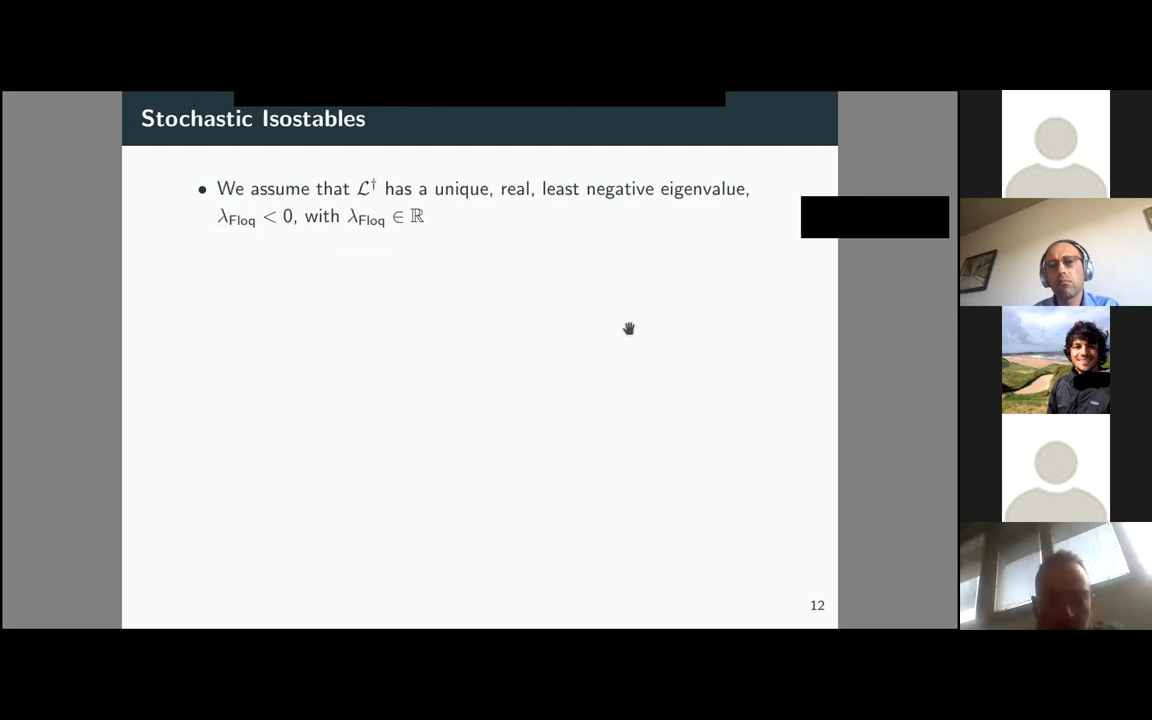 Stochastic Isostables
• We assume that ℒ† has a unique, real, least negative eigenvalue,
λFloq < 0, with λFloq ∈ ℝ
12